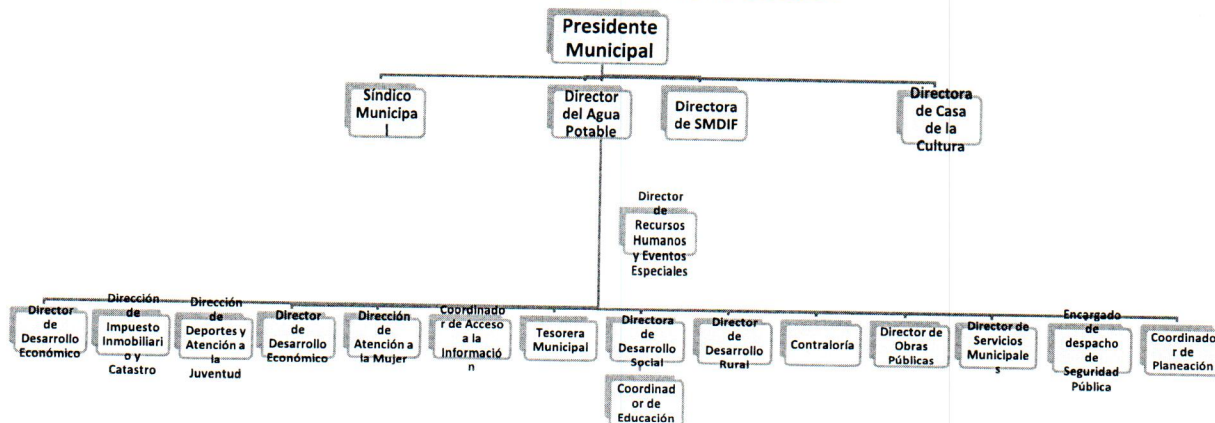 Presidente
Municipal
Síndico
Municipa
l
Director
del Agua
Potable
Directora
de SMDIF
Directora
de Casa
de la
Cultura
Director
de
Recursos
Humanos
y Eventos
Especiales
Director
de
Desarrollo
Económico
Dirección
de
Impuesto
Inmobiliari
o y
Catastro
Dirección
de
Deportes y
Atención a
la
Juventud
Director
de
Desarrollo
Económico
Dirección
de
Atención a
la Mujer
Coordinado
r de Acceso
a la
Informació
n
Tesorera
Municipal
Directora
de
Desarrollo
Social
Director
de
Desarrollo
Rural
Contraloría
Director de
Obras
Públicas
Director de
Servicios
Municipale
s
Encargado
de
despacho
de
Seguridad
Pública
Coordinado
r de
Planeación
Coordinad
or de
Educación